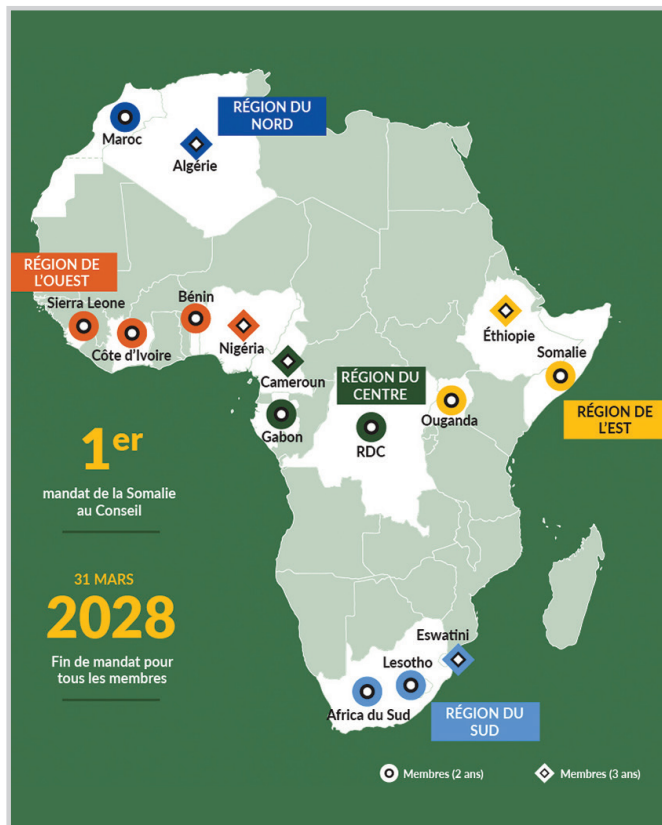 RÉGION DU
NORD
Maroc
Algérie
RÉGION DE
L'OUEST
Sierra Leone
Côte d'Ivoire
Bénin
Nigéria
Cameroun
RÉGION DU
CENTRE
Gabon
RDC
Éthiopie
Somalie
Ouganda
RÉGION DE
L'EST
1er
mandat de la Somalie
au Conseil
31 MARS
2028
Fin de mandat pour
tous les membres
Eswatini
Lesotho
Africa du Sud
RÉGION DU
SUD
Membres (2 ans)
Membres (3 ans)